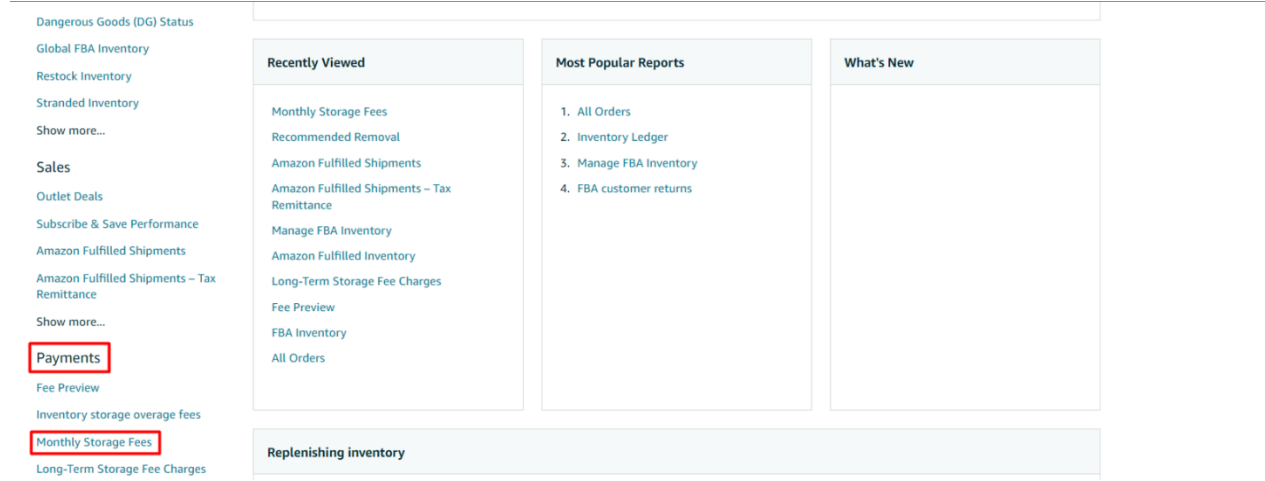 Dangerous Goods (DG) Status
Global FBA Inventory
Restock Inventory
Stranded Inventory
Show more...
Sales
Outlet Deals
Subscribe & Save Performance
Amazon Fulfilled Shipments
Amazon Fulfilled Shipments – Tax
Remittance
Show more...
Payments
Fee Preview
Inventory storage overage fees
Monthly Storage Fees
Long-Term Storage Fee Charges
Recently Viewed
Monthly Storage Fees
Recommended Removal
Amazon Fulfilled Shipments
Amazon Fulfilled Shipments – Tax
Remittance
Manage FBA Inventory
Amazon Fulfilled Inventory
Long-Term Storage Fee Charges
Fee Preview
FBA Inventory
All Orders
Most Popular Reports
1. All Orders
2. Inventory Ledger
3. Manage FBA Inventory
4. FBA customer returns
What's New
Replenishing inventory